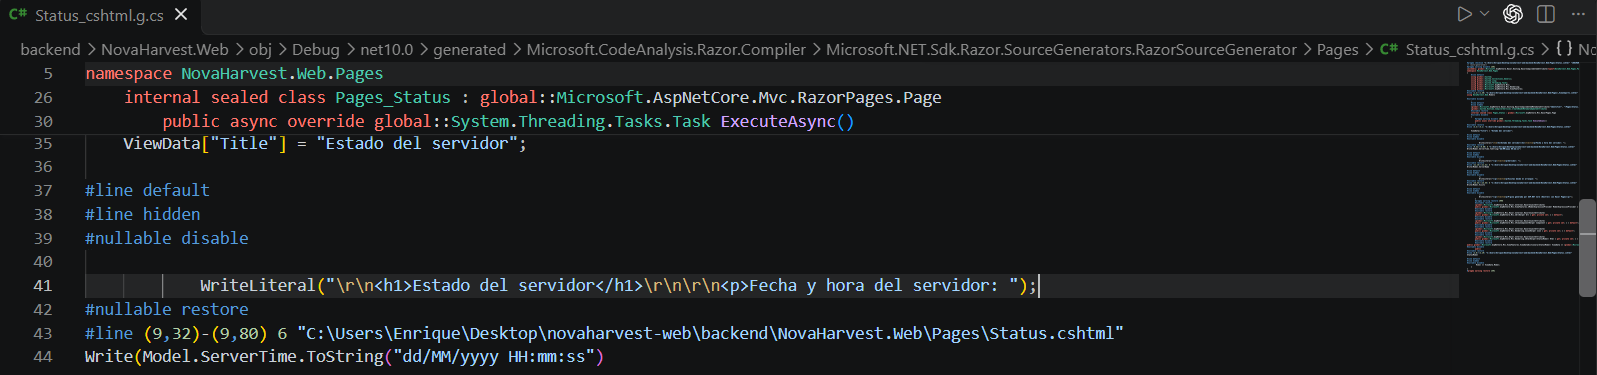 C# Status_cshtml.g.cs
backend > NovaHarvest.Web > obj > Debug > net10.0 > generated > Microsoft.CodeAnalysis.Razor.Compiler > Microsoft.NET.Sdk.Razor.SourceGenerators.RazorSourceGenerator > Pages > C# Status_cshtml.g.cs > {} No
5 namespace NovaHarvest.Web.Pages
26 internal sealed class Pages_Status : global::Microsoft.AspNetCore.Mvc.RazorPages.Page
30 public async override global::System.Threading.Tasks.Task ExecuteAsync()
35 ViewData["Title"] = "Estado del servidor";
36
37 #line default
38 #line hidden
39 #nullable disable
40
41 WriteLiteral("\r\n<h1>Estado del servidor</h1>\r\n\r\n<p>Fecha y hora del servidor: ");
42 #nullable restore
43 #line (9,32)-(9,80) 6 "C:\Users\Enrique\Desktop\novaharvest-web\backend\NovaHarvest.Web\Pages\Status.cshtml"
44 Write(Model.ServerTime.ToString("dd/MM/yyyy HH:mm:ss")